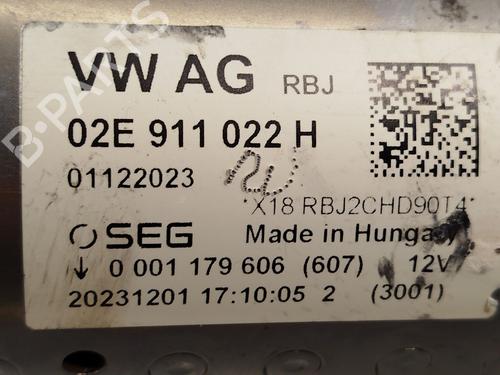 VW AG RBJ
02E 911 022 H
01122023
*X18 RBJ2CHD90T4*
SEG Made in Hungary
0 001 179 606 (607) 12V
20231201 17:10:05 2 (3001)
B-PARTS